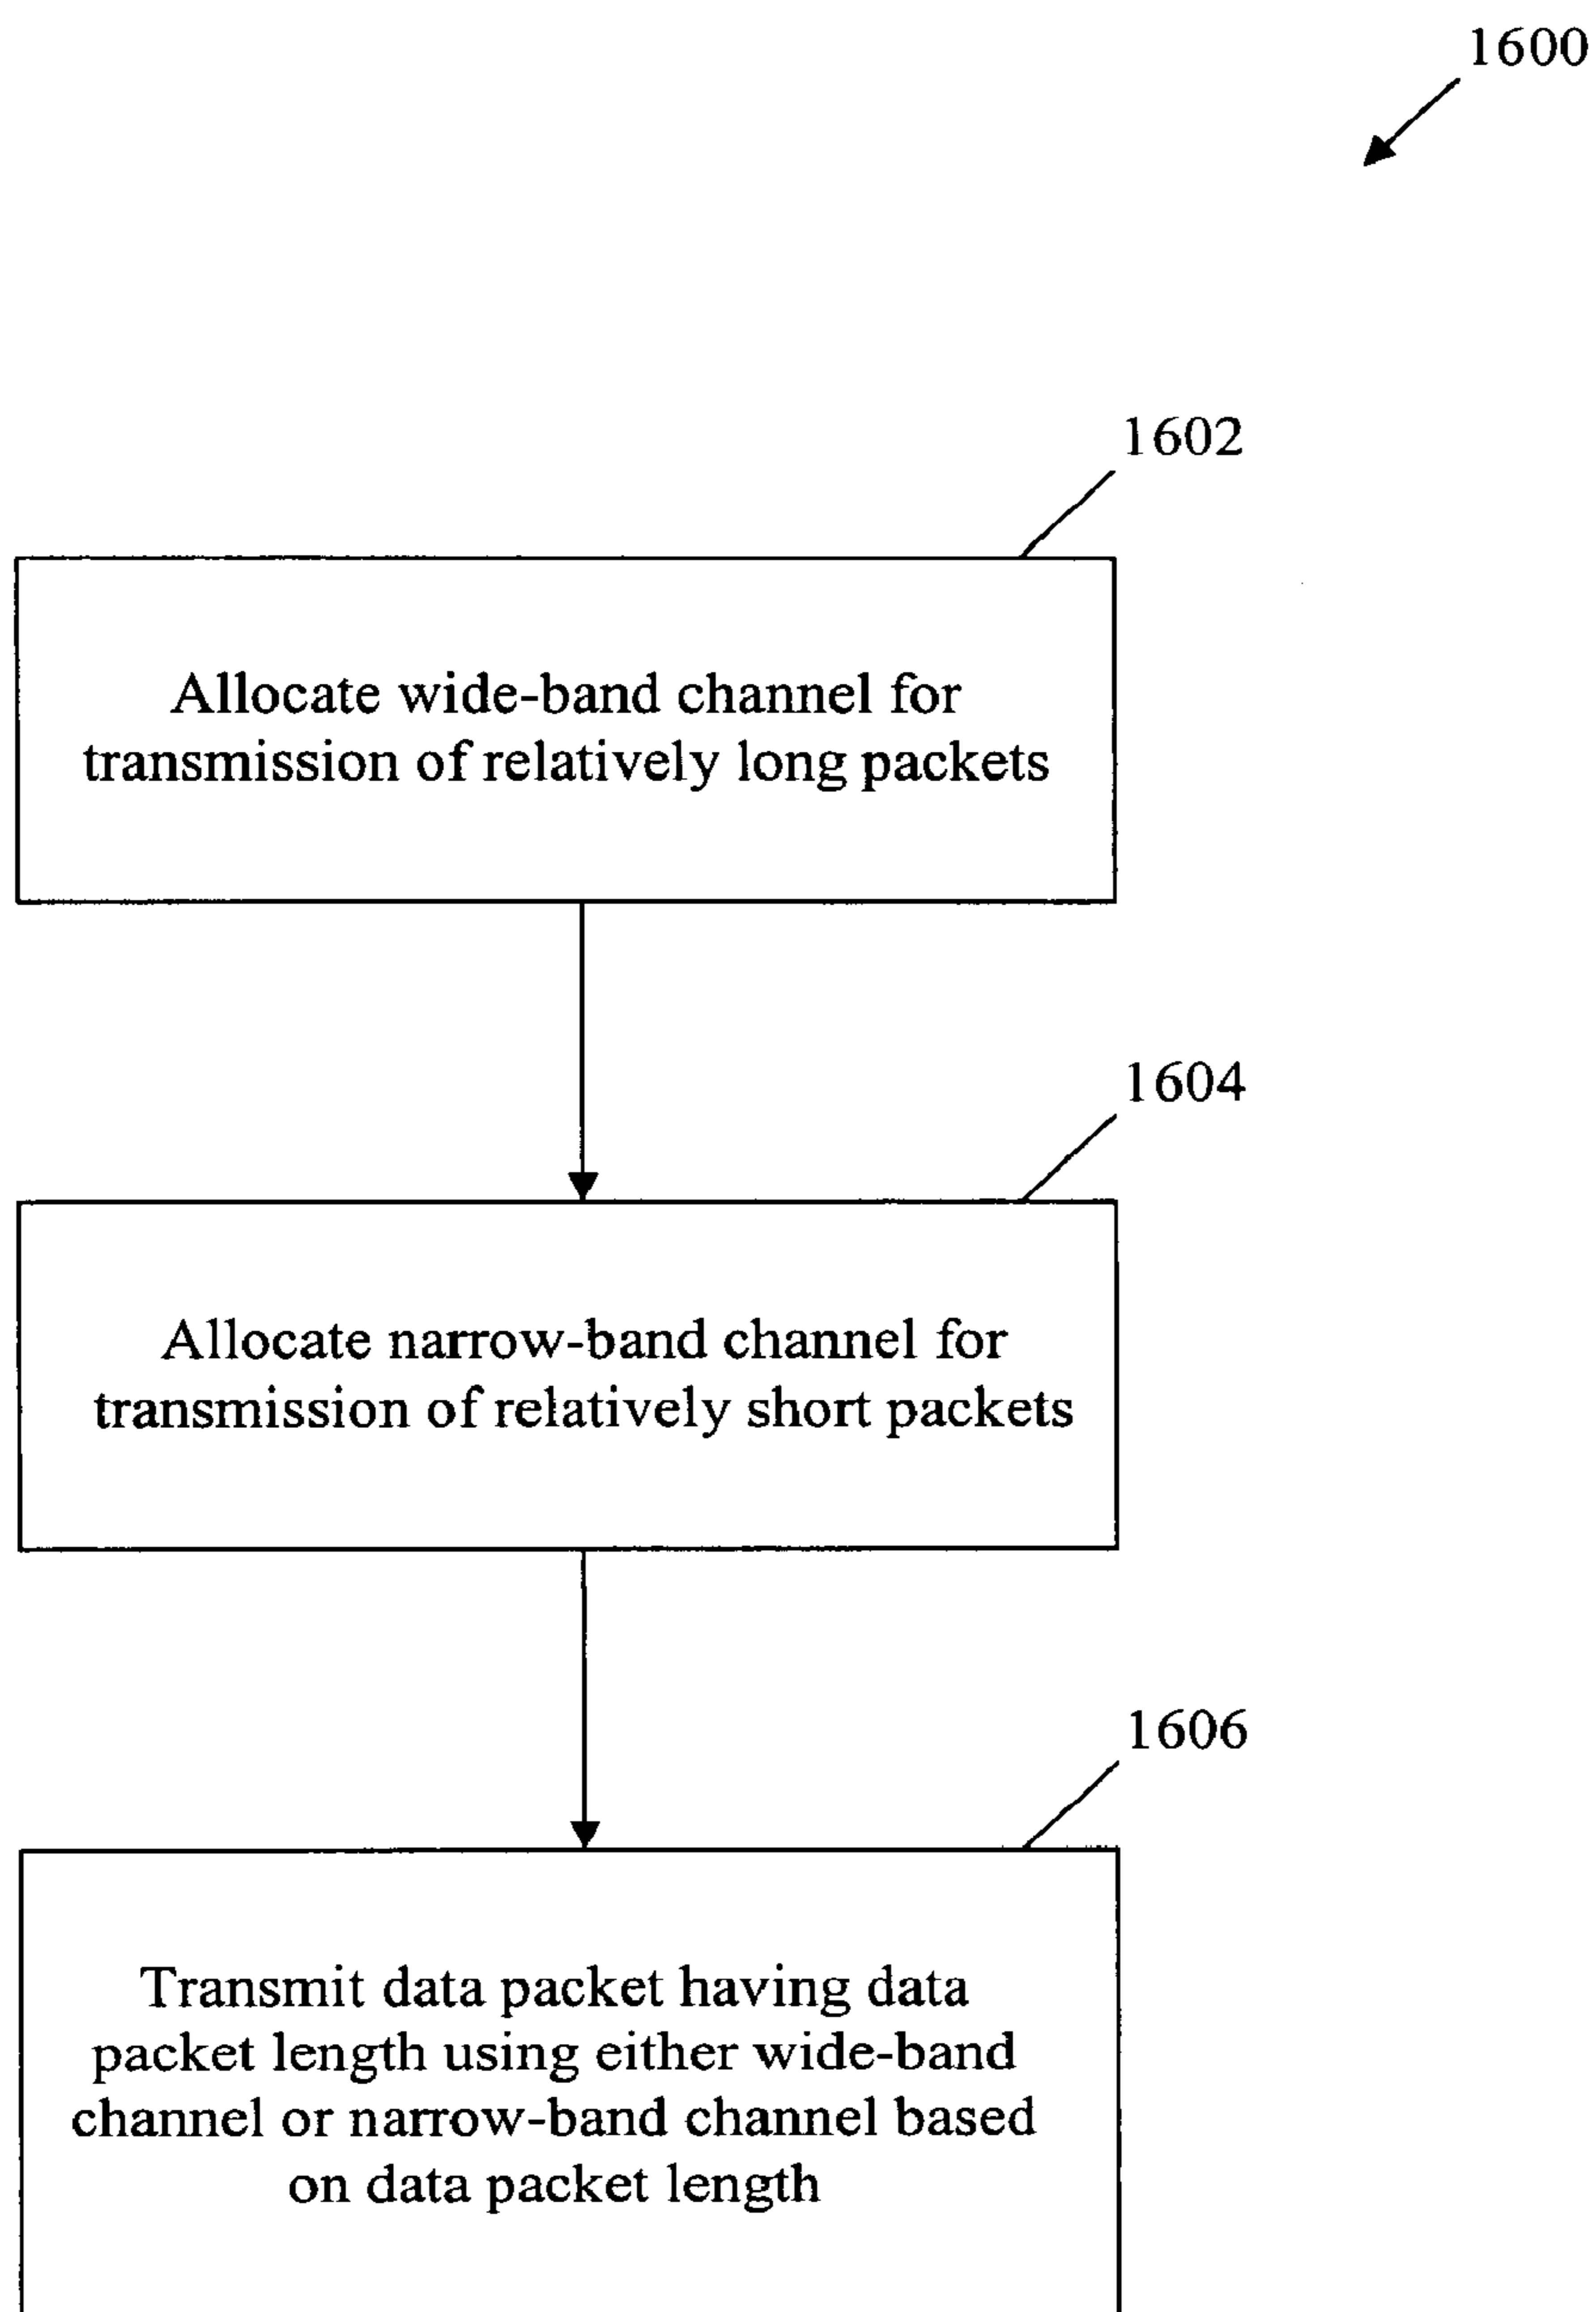 1600
1602
Allocate wide-band channel for
transmission of relatively long packets
1604
Allocate narrow-band channel for
transmission of relatively short packets
1606
Transmit data packet having data
packet length using either wide-band
channel or narrow-band channel based
on data packet length